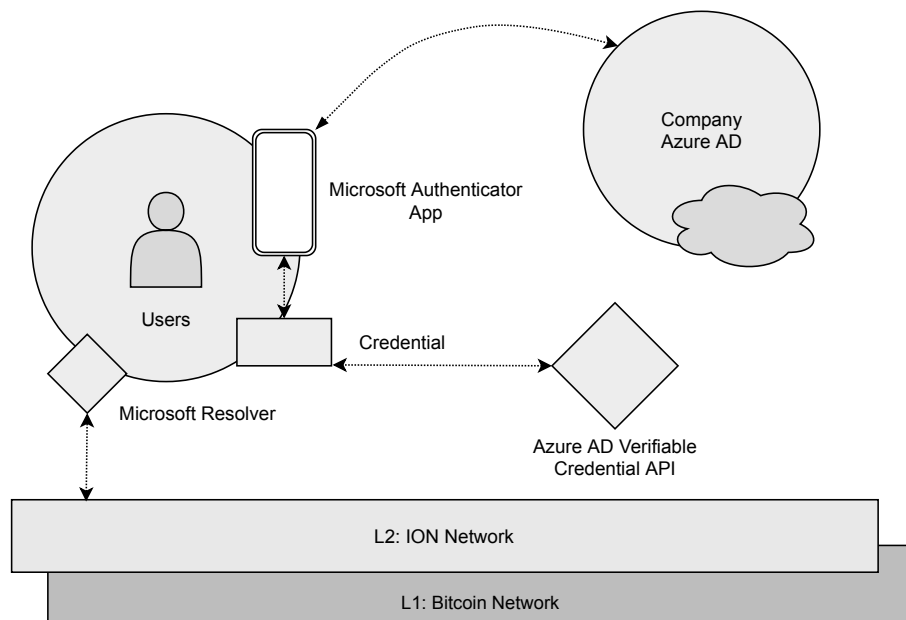 Company
Azure AD
Microsoft Authenticator
App
Users
Credential
Microsoft Resolver
Azure AD Verifiable
Credential API
L2: ION Network
L1: Bitcoin Network